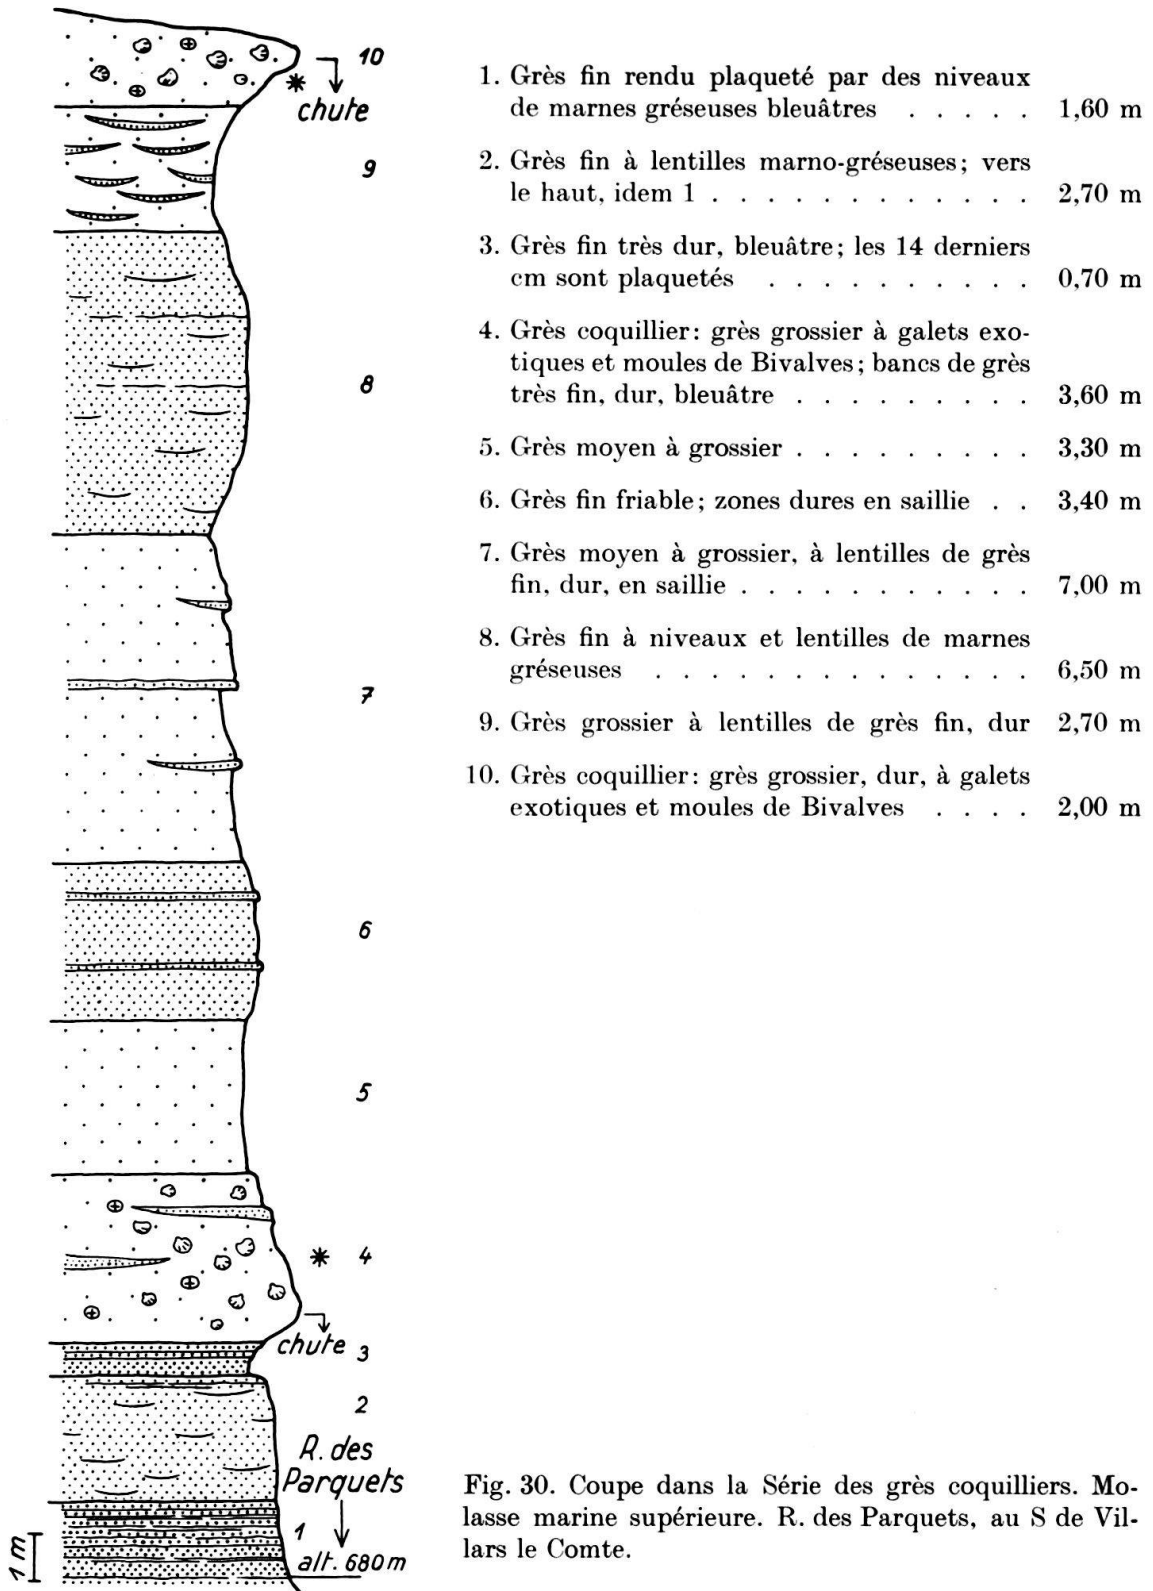 10
chute
9
8
7
6
5
4
chute
3
2
R. des
Parquets
1
alt. 680m
1m
1. Grès fin rendu plaqueté par des niveaux
de marnes gréseuses bleuâtres . . . . . 1,60 m
2. Grès fin à lentilles marno-gréseuses; vers
le haut, idem 1 . . . . . . . . . . . . 2,70 m
3. Grès fin très dur, bleuâtre; les 14 derniers
cm sont plaquetés . . . . . . . . . . 0,70 m
4. Grès coquillier: grès grossier à galets exo-
tiques et moules de Bivalves; bancs de grès
très fin, dur, bleuâtre . . . . . . . . . 3,60 m
5. Grès moyen à grossier . . . . . . . . . 3,30 m
6. Grès fin friable; zones dures en saillie . . 3,40 m
7. Grès moyen à grossier, à lentilles de grès
fin, dur, en saillie . . . . . . . . . . . 7,00 m
8. Grès fin à niveaux et lentilles de marnes
gréseuses . . . . . . . . . . . . . . 6,50 m
9. Grès grossier à lentilles de grès fin, dur 2,70 m
10. Grès coquillier: grès grossier, dur, à galets
exotiques et moules de Bivalves . . . . 2,00 m
Fig. 30. Coupe dans la Série des grès coquilliers. Mo-
lasse marine supérieure. R. des Parquets, au S de Vil-
lars le Comte.